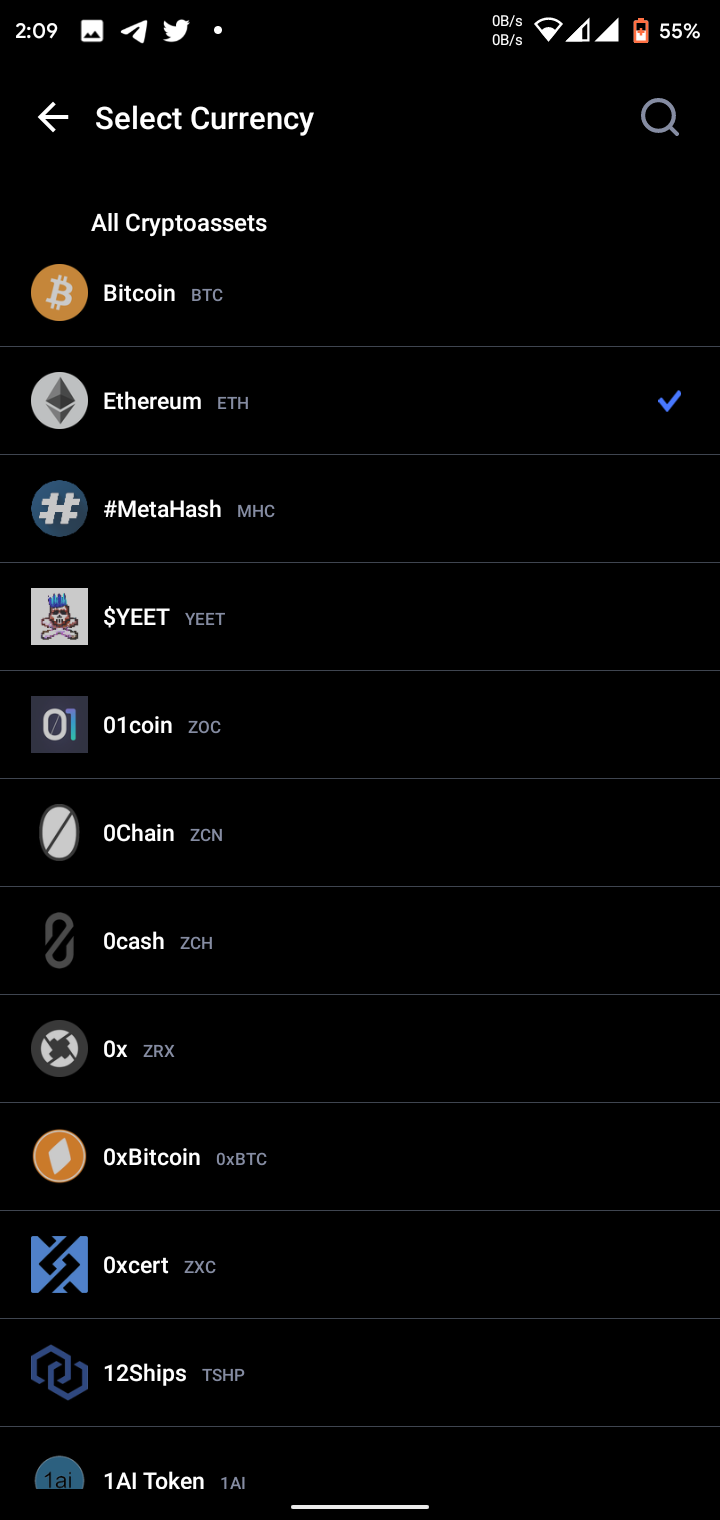 2:09
0B/s
0B/s
55%
Select Currency
All Cryptoassets
Bitcoin BTC
Ethereum ETH
#MetaHash MHC
$YEET YEET
01 01coin ZOC
0Chain ZCN
0cash ZCH
0x ZRX
0xBitcoin 0xBTC
0xcert ZXC
12Ships TSHP
1ai 1AI Token 1AI